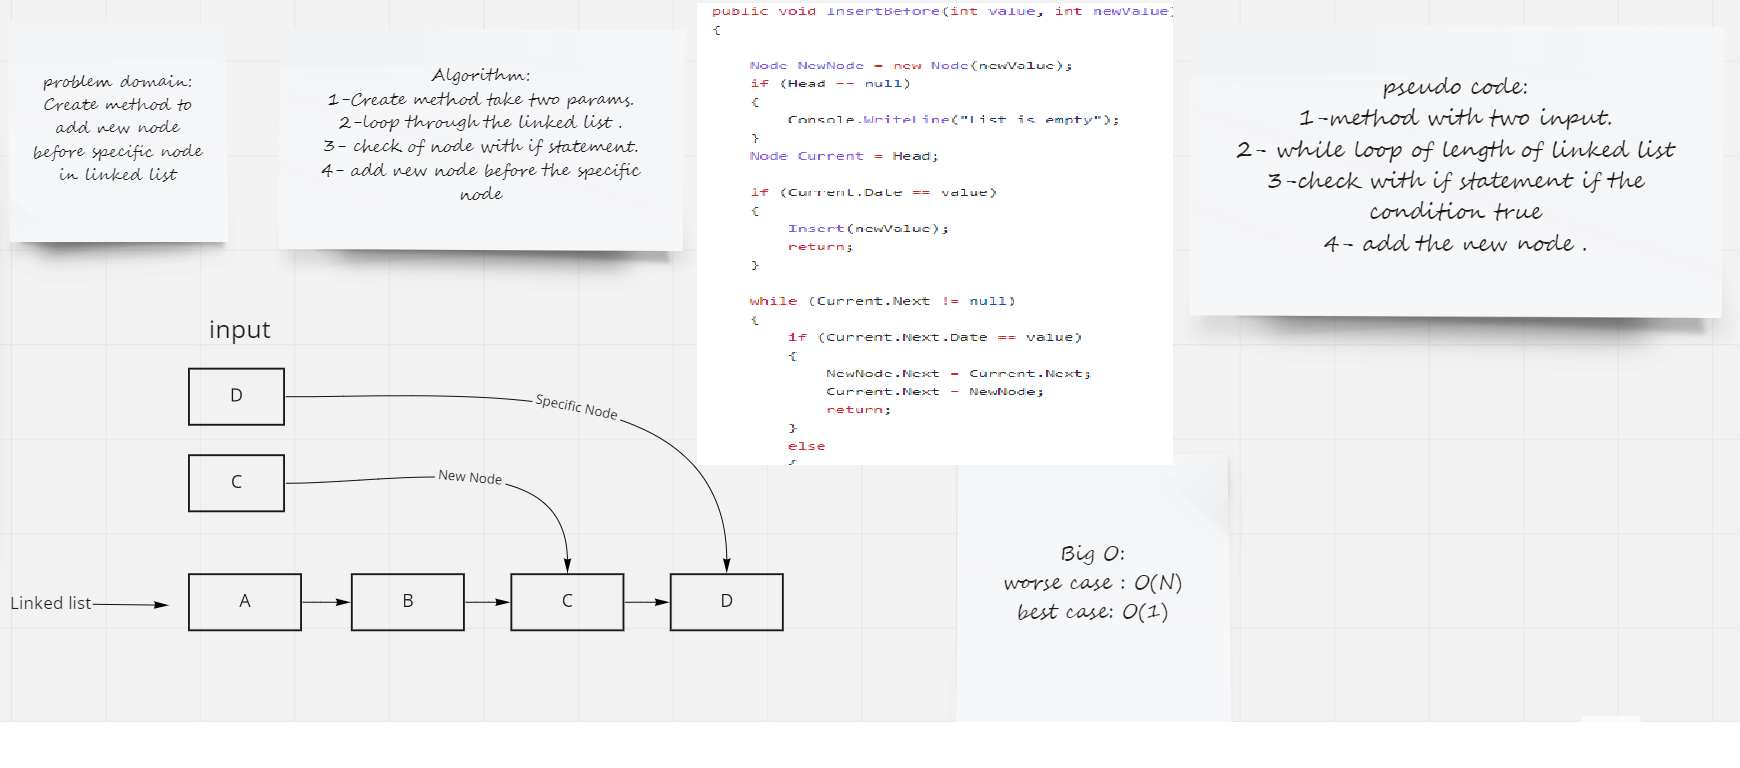 problem domain:
Create method to
add new node
before specific node
in linked list
Algorithm:
1-Create method take two params.
2-loop through the linked list .
3- check of node with if statement.
4- add new node before the specific
node
public void InsertBefore(int value, int newValue)
{
Node NewNode = new Node(newValue);
if (Head == null)
{
Console.WriteLine("List is empty");
}
Node Current = Head;
if (Current.Date == value)
{
Insert(newValue);
return;
}
while (Current.Next != null)
{
if (Current.Next.Date == value)
{
NewNode.Next = Current.Next;
Current.Next = NewNode;
return;
}
else
{
pseudo code:
1-method with two input.
2- while loop of length of linked list
3-check with if statement if the
condition true
4- add the new node .
input
D
Specific Node
C
New Node
Linked list
A
B
C
D
Big O:
worse case : O(N)
best case: O(1)